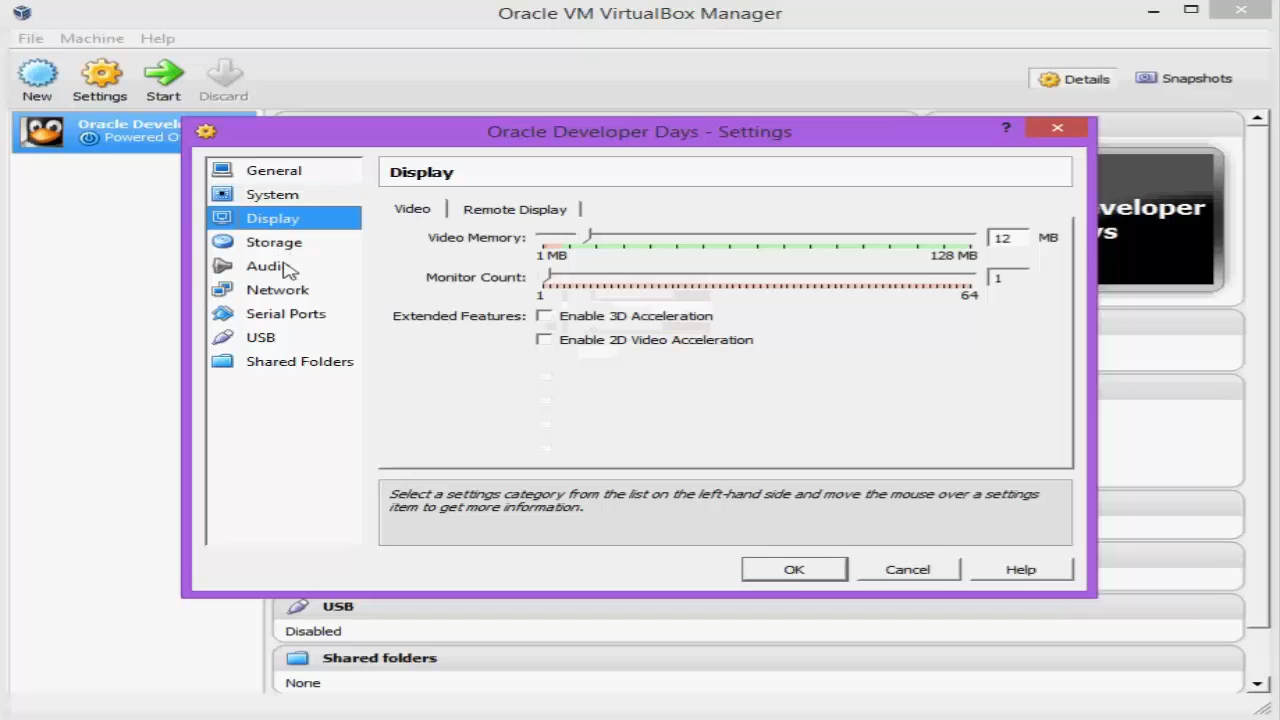 Oracle VM VirtualBox Manager
File Machine Help
New Settings Start Discard
Details Snapshots
Oracle
Powered
Oracle Developer Days - Settings
?
General
System
Display
Storage
Network
Serial Ports
USB
Shared Folders
Display
Video Remote Display
Video Memory: 12 MB
1 MB 128 MB
Monitor Count: 1
1 64
Extended Features: Enable 3D Acceleration
Enable 2D Video Acceleration
Select a settings category from the list on the left-hand side and move the mouse over a settings
item to get more information.
OK Cancel Help
USB
Disabled
Shared folders
None